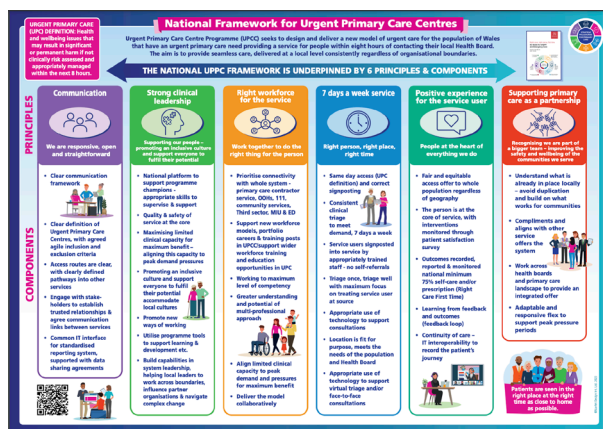 National Framework for Urgent Primary Care Centres
URGENT PRIMARY CARE
(UPC) DEFINITION: Health
and wellbeing issues that
may result in significant
or permanent harm if not
clinically risk assessed and
appropriately managed
within the next 8 hours.
Urgent Primary Care Centre Programme (UPCC) seeks to design and deliver a new model of urgent care for the population of Wales
that have an urgent primary care need providing a service for people within eight hours of contacting their local Health Board.
The aim is to provide seamless care, delivered at a local level consistently regardless of organisational boundaries.
THE NATIONAL UPPC FRAMEWORK IS UNDERPINNED BY 6 PRINCIPLES & COMPONENTS
PRINCIPLES
COMPONENTS
Communication
We are responsive, open
and straightforward
• Clear communication
framework
• Clear definition of
Urgent Primary Care
Centres, with agreed
agile inclusion and
exclusion criteria
• Access routes are clear,
with clearly defined
pathways into other
services
• Engage with stake-
holders to establish
trusted relationships &
agree communication
links between services
• Common IT interface
for standardised
reporting system,
supported with data
sharing agreements
Strong clinical
leadership
Supporting our people -
promoting an inclusive culture
and support everyone to
fulfil their potential
• National platform to
support programme
champions -
appropriate skills to
supervise & support
• Quality & safety of
service at the core
• Maximising limited
clinical capacity for
maximum benefit –
aligning this capacity to
peak demand pressures
• Promoting an inclusive
culture and support
everyone to fulfil
their potential
accommodate
local cultures
• Promote new
ways of working
• Utilise programme tools
to support learning &
development etc.
• Build capabilities in
system leadership,
helping local leaders to
work across boundaries,
influence partner
organisations & navigate
complex change
Right workforce
for the service
Work together to do the
right thing for the person
• Prioritise connectivity
with whole system -
primary care contractor
service, OOHs, 111,
community services,
Third sector, MIU & ED
• Support new workforce
models, portfolio
careers & training posts
in UPCC/support wider
workforce training
and education
opportunities in UPC
• Working to maximum
level of competency
• Greater understanding
and potential of
multi-professional
approach
• Align limited clinical
capacity to peak
demand and pressures
for maximum benefit
• Deliver the model
collaboratively
7 days a week service
Right person, right place,
right time
• Same day access (UPC
definition) and correct
signposting
• Consistent
clinical
triage
to meet
demand, 7 days a week
• Service users signposted
into service by
appropriately trained
staff - no self-referrals
• Triage once, triage well
with maximum focus
on treating service user
at source
• Appropriate use of
technology to support
consultations
• Location is fit for
purpose, meets the
needs of the population
and Health Board
• Appropriate use of
technology to support
virtual triage and/or
face-to-face
consultations
Positive experience
for the service user
People at the heart of
everything we do
• Fair and equitable
access offer to whole
population regardless
of geography
• The person is at the
core of service, with
interventions
monitored through
patient satisfaction
survey
• Outcomes recorded,
reported & monitored
national minimum
75% self-care and/or
prescription (Right
Care First Time)
• Learning from feedback
and outcomes
(feedback loop)
• Continuity of care –
IT interoperability to
record the patient's
journey
Supporting primary
care as a partnership
Recognising we are part of
a bigger team - improving the
safety and wellbeing of the
communities we serve
• Understand what is
already in place locally
– avoid duplication
and build on what
works for communities
• Compliments and
aligns with other
service
offers the
system
• Work across
health boards
and primary care
landscape to provide an
integrated offer
• Adaptable and
responsive flex to
support peak pressure
periods
Patients are seen in the
right place at the right
time as close to home
as possible.